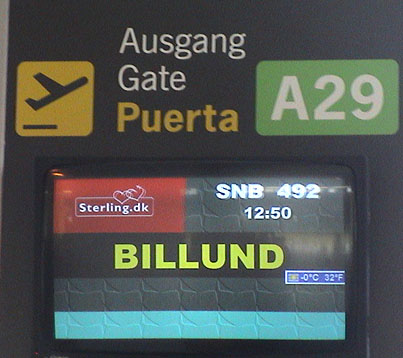 Ausgang
Gate
Puerta
A29
Sterling.dk
SNB 492
12:50
BILLUND
-0°C 32°F